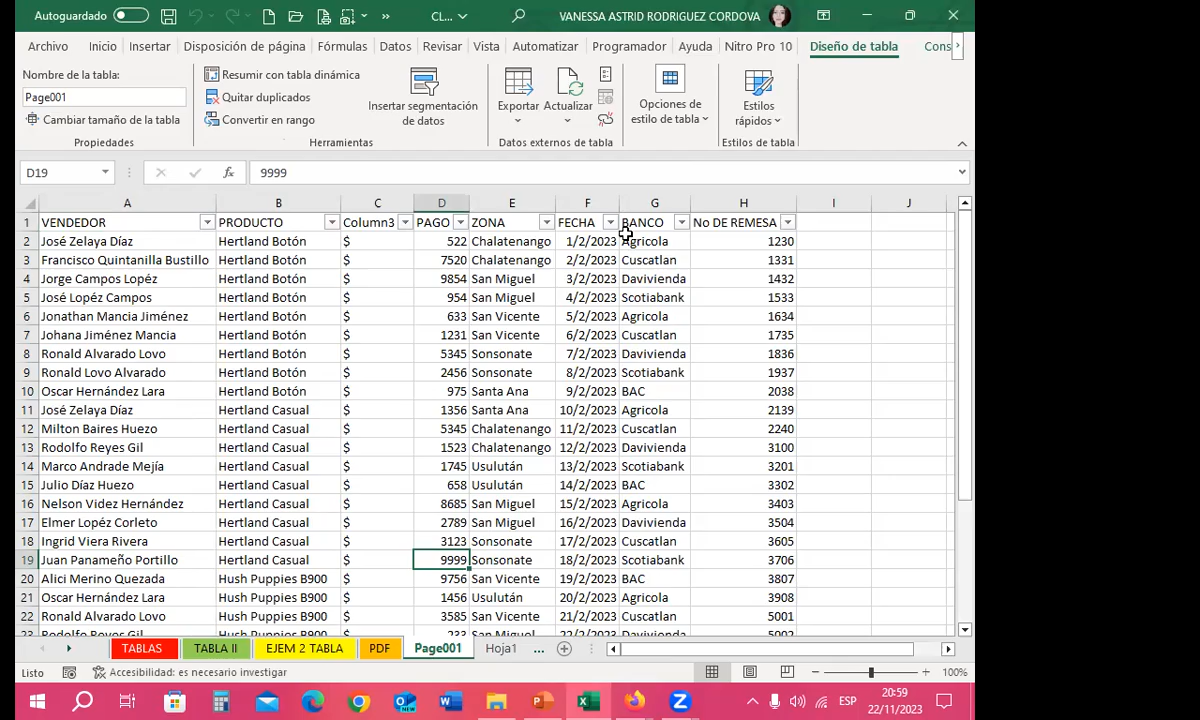 Autoguardado CL... VANESSA ASTRID RODRIGUEZ CORDOVA
Archivo Inicio Insertar Disposición de página Fórmulas Datos Revisar Vista Automatizar Programador Ayuda Nitro Pro 10 Diseño de tabla Cons
Nombre de la tabla:
Page001
Cambiar tamaño de la tabla
Propiedades
Resumir con tabla dinámica
Quitar duplicados
Convertir en rango
Insertar segmentación
de datos
Herramientas
Exportar Actualizar
Datos externos de tabla
Opciones de
estilo de tabla
Estilos
rápidos
Estilos de tabla
D19 fx 9999
A B C D E F G H I J
1 VENDEDOR PRODUCTO Column3 PAGO ZONA FECHA BANCO No DE REMESA
2 José Zelaya Díaz Hertland Botón $ 522 Chalatenango 1/2/2023 Agricola 1230
3 Francisco Quintanilla Bustillo Hertland Botón $ 7520 Chalatenango 2/2/2023 Cuscatlan 1331
4 Jorge Campos Lopéz Hertland Botón $ 9854 San Miguel 3/2/2023 Davivienda 1432
5 José Lopéz Campos Hertland Botón $ 954 San Miguel 4/2/2023 Scotiabank 1533
6 Jonathan Mancia Jiménez Hertland Botón $ 633 San Vicente 5/2/2023 Agricola 1634
7 Johana Jiménez Mancia Hertland Botón $ 1231 San Vicente 6/2/2023 Cuscatlan 1735
8 Ronald Alvarado Lovo Hertland Botón $ 5345 Sonsonate 7/2/2023 Davivienda 1836
9 Ronald Lovo Alvarado Hertland Botón $ 2456 Sonsonate 8/2/2023 Scotiabank 1937
10 Oscar Hernández Lara Hertland Botón $ 975 Santa Ana 9/2/2023 BAC 2038
11 José Zelaya Díaz Hertland Casual $ 1356 Santa Ana 10/2/2023 Agricola 2139
12 Milton Baires Huezo Hertland Casual $ 5345 Chalatenango 11/2/2023 Cuscatlan 2240
13 Rodolfo Reyes Gil Hertland Casual $ 1523 Chalatenango 12/2/2023 Davivienda 3100
14 Marco Andrade Mejía Hertland Casual $ 1745 Usulután 13/2/2023 Scotiabank 3201
15 Julio Díaz Huezo Hertland Casual $ 658 Usulután 14/2/2023 BAC 3302
16 Nelson Videz Hernández Hertland Casual $ 8685 San Miguel 15/2/2023 Agricola 3403
17 Elmer Lopéz Corleto Hertland Casual $ 2789 San Miguel 16/2/2023 Davivienda 3504
18 Ingrid Viera Rivera Hertland Casual $ 3123 Sonsonate 17/2/2023 Cuscatlan 3605
19 Juan Panameño Portillo Hertland Casual $ 9999 Sonsonate 18/2/2023 Scotiabank 3706
20 Alici Merino Quezada Hush Puppies B900 $ 9756 San Vicente 19/2/2023 BAC 3807
21 Oscar Hernández Lara Hush Puppies B900 $ 1456 Usulután 20/2/2023 Agricola 3908
22 Ronald Alvarado Lovo Hush Puppies B900 $ 3585 San Vicente 21/2/2023 Cuscatlan 5001
23 Rodolfo Reyes Gil Hush Puppies B900 $ 233 San Miguel 22/2/2023 Davivienda 5002
TABLAS TABLA II EJEM 2 TABLA PDF Page001 Hoja1 ...
Listo Accesibilidad: es necesario investigar 100%
ESP 20:59
22/11/2023